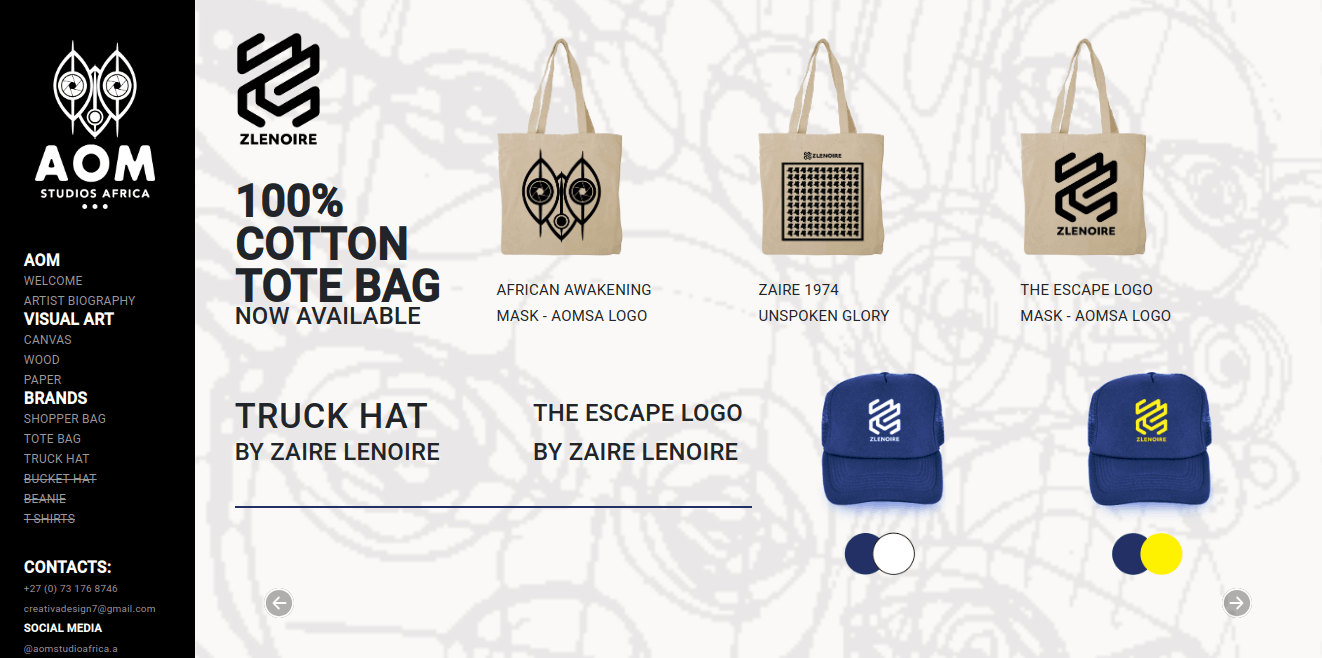 AOM
STUDIOS AFRICA
AOM
WELCOME
ARTIST BIOGRAPHY
VISUAL ART
CANVAS
WOOD
PAPER
BRANDS
SHOPPER BAG
TOTE BAG
TRUCK HAT
BUCKET HAT
BEANIE
T-SHIRTS
CONTACTS:
+27 (0) 73 176 8746
creativadesign7@gmail.com
SOCIAL MEDIA
@aomstudioafrica.a
ZLENOIRE
100%
COTTON
TOTE BAG
NOW AVAILABLE
AFRICAN AWAKENING
MASK - AOMSA LOGO
ZLENOIRE
ZAIRE 1974
UNSPOKEN GLORY
ZLENOIRE
THE ESCAPE LOGO
MASK - AOMSA LOGO
TRUCK HAT
BY ZAIRE LENOIRE
THE ESCAPE LOGO
BY ZAIRE LENOIRE
ZLENOIRE
ZLENOIRE